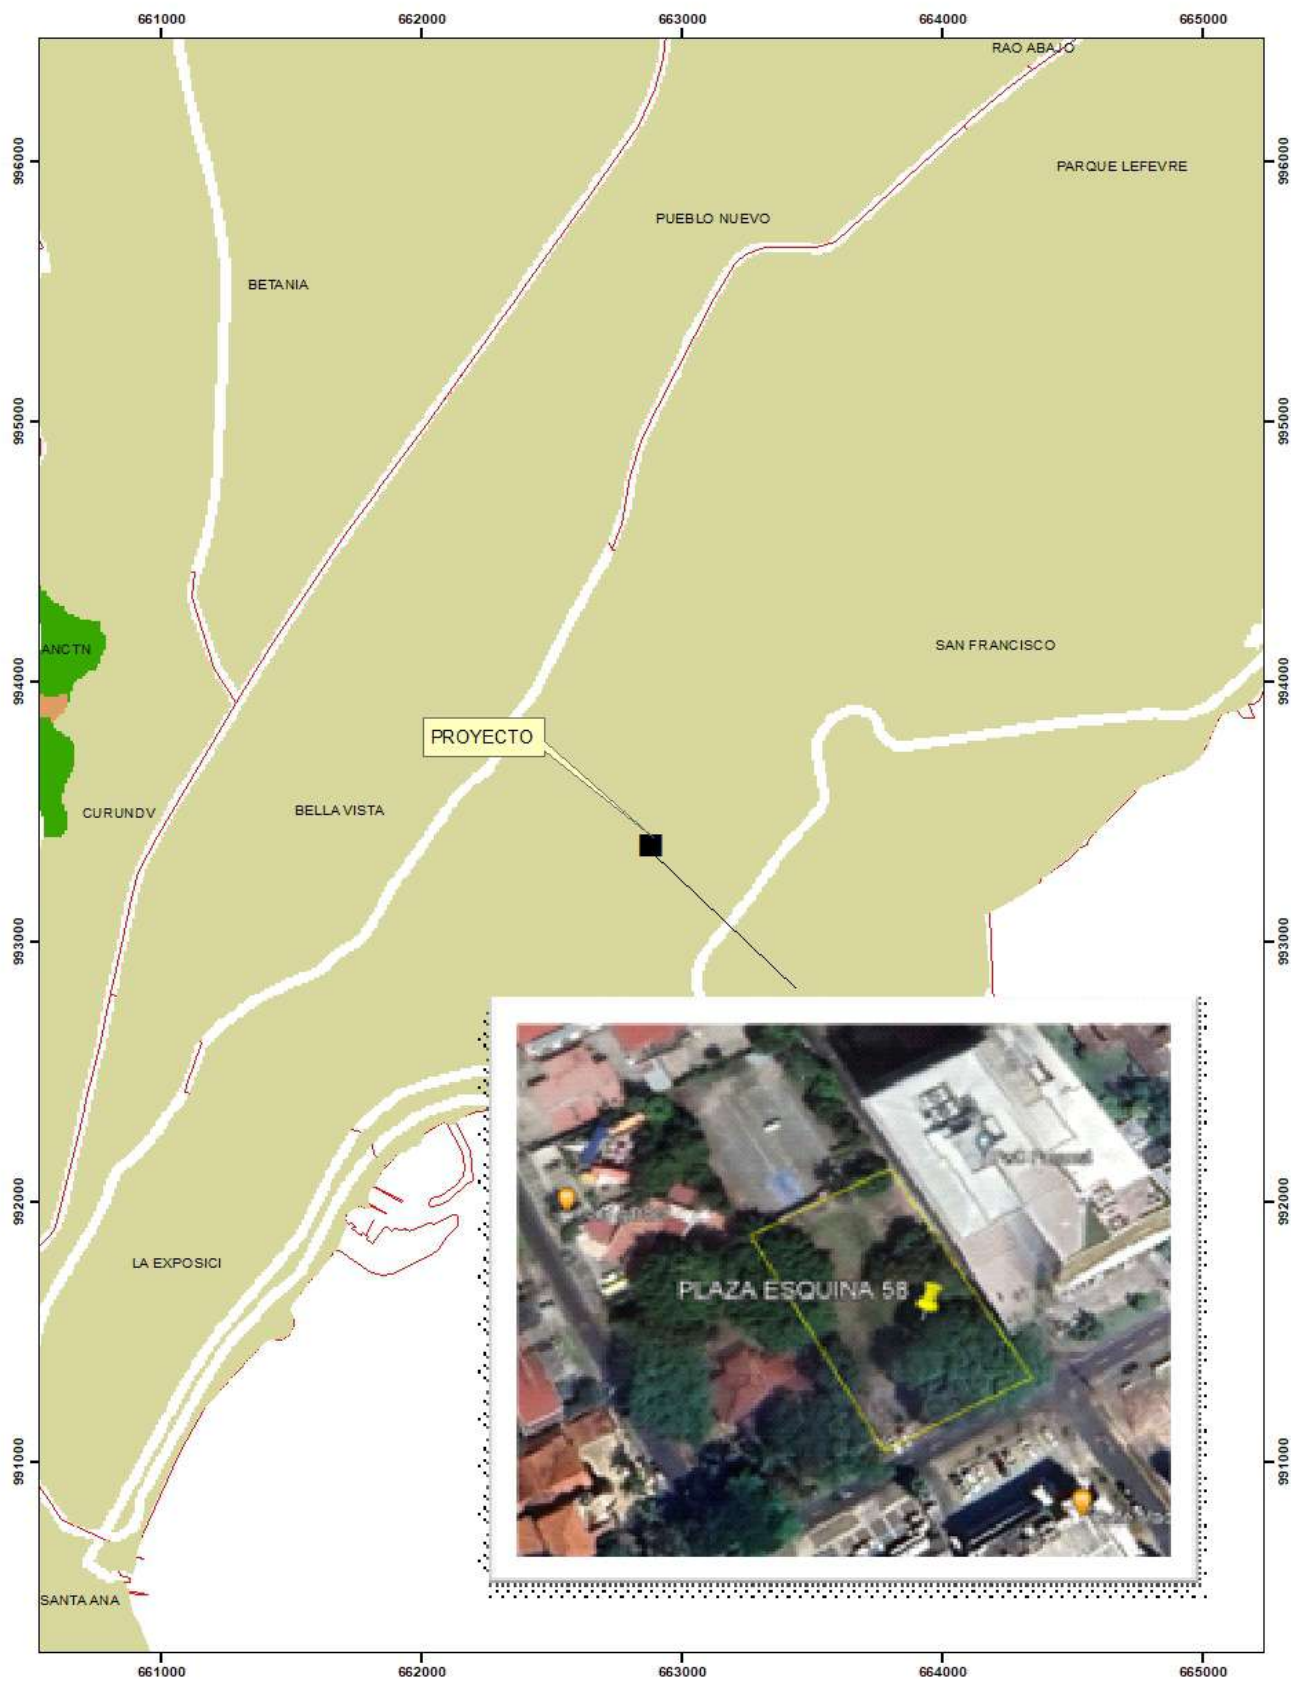 661000
662000
663000
664000
665000
RAO ABAJO
996000
996000
PARQUE LEFEVRE
PUEBLO NUEVO
BETANIA
995000
995000
SAN FRANCISCO
ANCTN
994000
994000
PROYECTO
BELLA VISTA
CURUNDV
993000
993000
992000
992000
LA EXPOSICI
PLAZA ESQUINA 58
991000
991000
SANTA ANA
661000
662000
663000
664000
665000